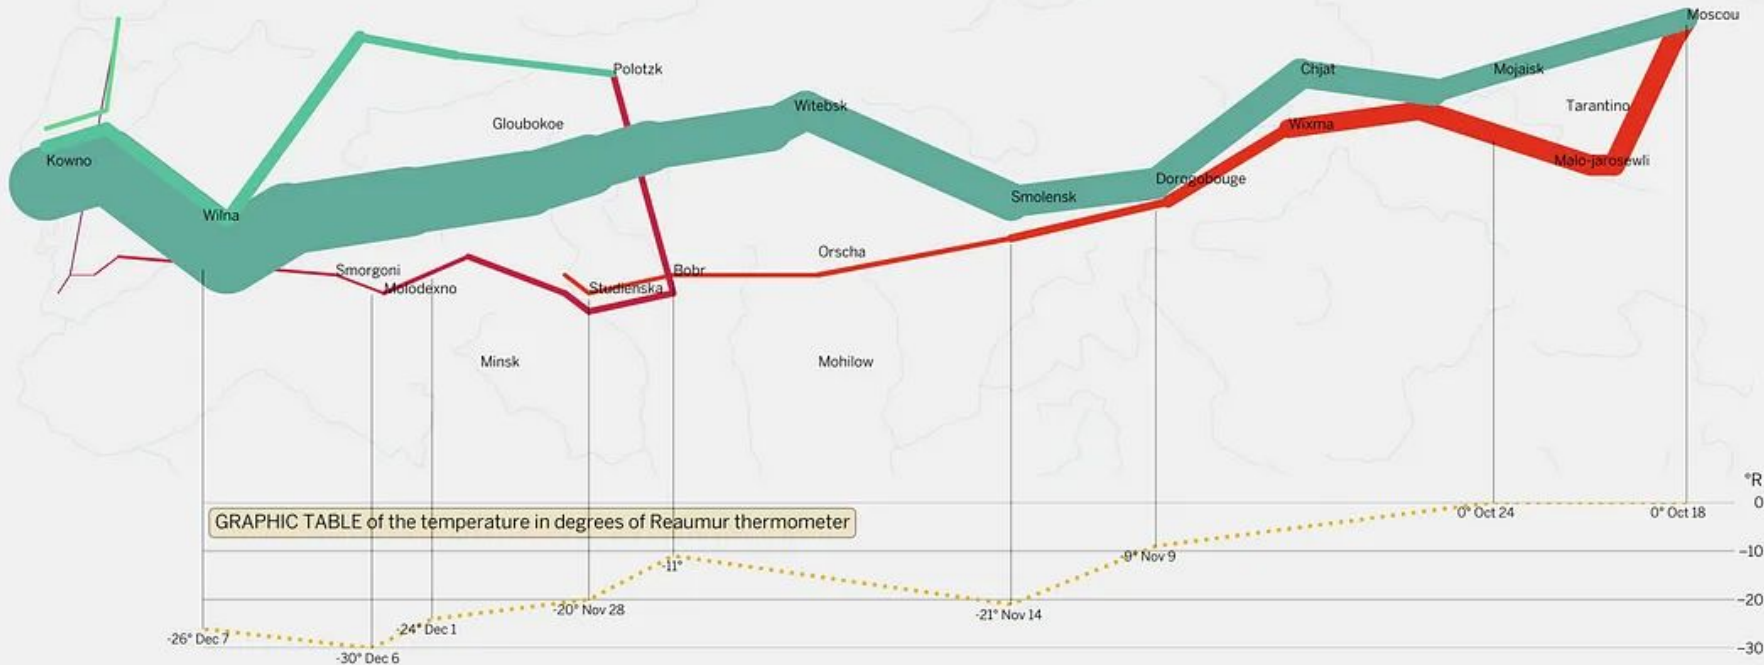 Moscou
Polotzk
Chjat
Mojaisk
Witebsk
Tarantino
Gloubokoe
Wixma
Kowno
Malo-jarosewli
Dorogobouge
Smolensk
Wilna
Orscha
Smorgoni
Bobr
Molodexno
Studienska
Minsk
Mohilow
°R
0
0° Oct 24
0° Oct 18
GRAPHIC TABLE of the temperature in degrees of Reaumur thermometer
−10
-9° Nov 9
-11°
−20
-20° Nov 28
-21° Nov 14
-24° Dec 1
-26° Dec 7
−30
-30° Dec 6